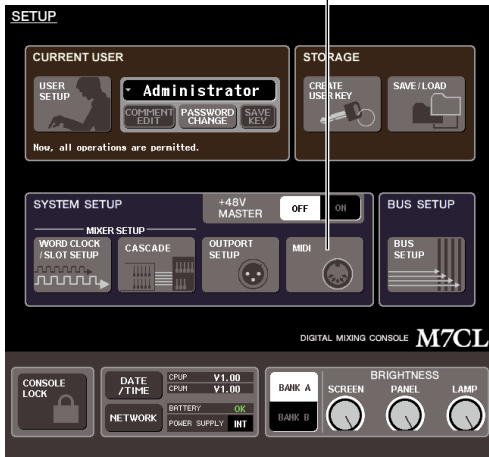 SETUP
CURRENT USER
USER SETUP
Administrator
COMMENT EDIT
PASSWORD CHANGE
SAVE KEY
Now, all operations are permitted.
STORAGE
CREATE USER KEY
SAVE/LOAD
SYSTEM SETUP
+48V MASTER
OFF
ON
MIXER SETUP
WORD CLOCK /SLOT SETUP
CASCADE
OUTPORT SETUP
MIDI
BUS SETUP
BUS SETUP
DIGITAL MIXING CONSOLE M7CL
CONSOLE LOCK
DATE /TIME
CPUP V1.00
CPUM V1.00
NETWORK
BATTERY OK
POWER SUPPLY INT
BANK A
BANK B
BRIGHTNESS
SCREEN PANEL LAMP